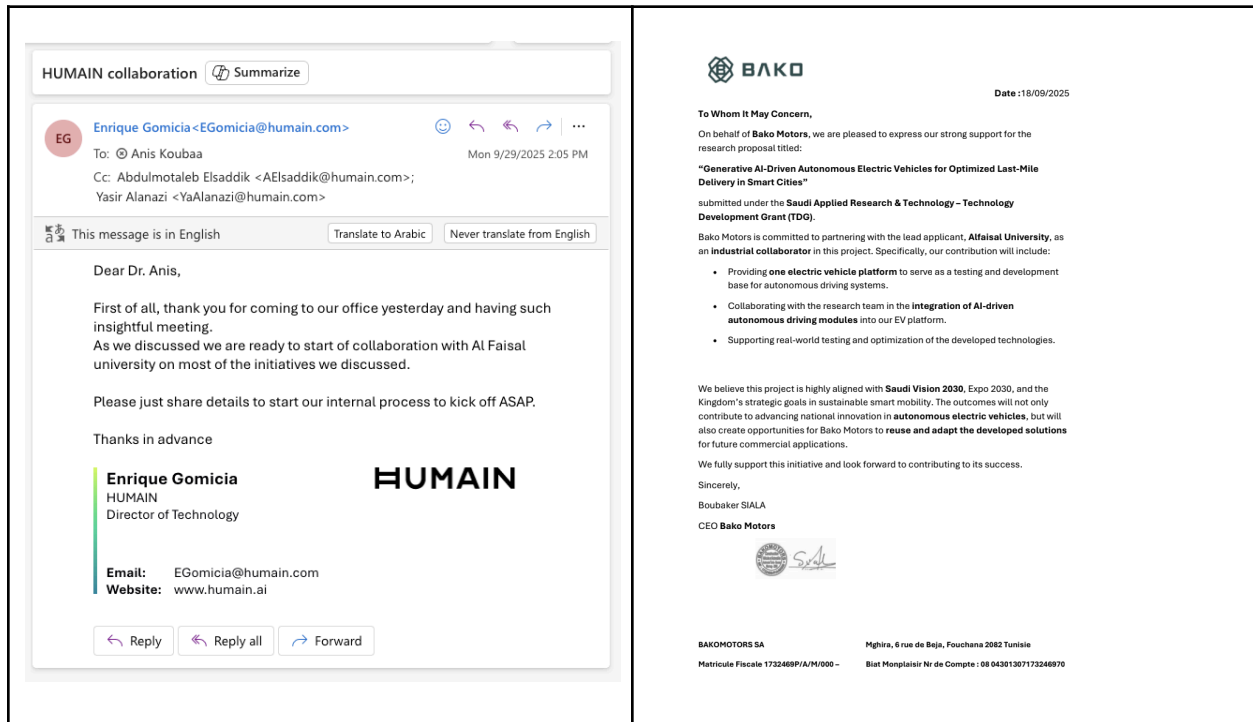 HUMAIN collaboration Summarize
EG
Enrique Gomicia<EGomicia@humain.com>
To: Anis Koubaa Mon 9/29/2025 2:05 PM
Cc: Abdulmotaleb Elsaddik <AElsaddik@humain.com>;
Yasir Alanazi <YaAlanazi@humain.com>
This message is in English Translate to Arabic Never translate from English
Dear Dr. Anis,
First of all, thank you for coming to our office yesterday and having such
insightful meeting.
As we discussed we are ready to start of collaboration with Al Faisal
university on most of the initiatives we discussed.
Please just share details to start our internal process to kick off ASAP.
Thanks in advance
Enrique Gomicia
HUMAIN
Director of Technology
HUMAIN
Email: EGomicia@humain.com
Website: www.humain.ai
Reply Reply all Forward
BAKO
Date :18/09/2025
To Whom It May Concern,
On behalf of Bako Motors, we are pleased to express our strong support for the
research proposal titled:
“Generative AI-Driven Autonomous Electric Vehicles for Optimized Last-Mile
Delivery in Smart Cities”
submitted under the Saudi Applied Research & Technology – Technology
Development Grant (TDG).
Bako Motors is committed to partnering with the lead applicant, Alfaisal University, as
an industrial collaborator in this project. Specifically, our contribution will include:
• Providing one electric vehicle platform to serve as a testing and development
base for autonomous driving systems.
• Collaborating with the research team in the integration of AI-driven
autonomous driving modules into our EV platform.
• Supporting real-world testing and optimization of the developed technologies.
We believe this project is highly aligned with Saudi Vision 2030, Expo 2030, and the
Kingdom’s strategic goals in sustainable smart mobility. The outcomes will not only
contribute to advancing national innovation in autonomous electric vehicles, but will
also create opportunities for Bako Motors to reuse and adapt the developed solutions
for future commercial applications.
We fully support this initiative and look forward to contributing to its success.
Sincerely,
Boubaker SIALA
CEO Bako Motors
BAKOMOTORS SA Mghira, 6 rue de Beja, Fouchana 2082 Tunisie
Matricule Fiscale 1732469P/A/M/000 – Biat Monplaisir Nr de Compte : 08 04301307173246970